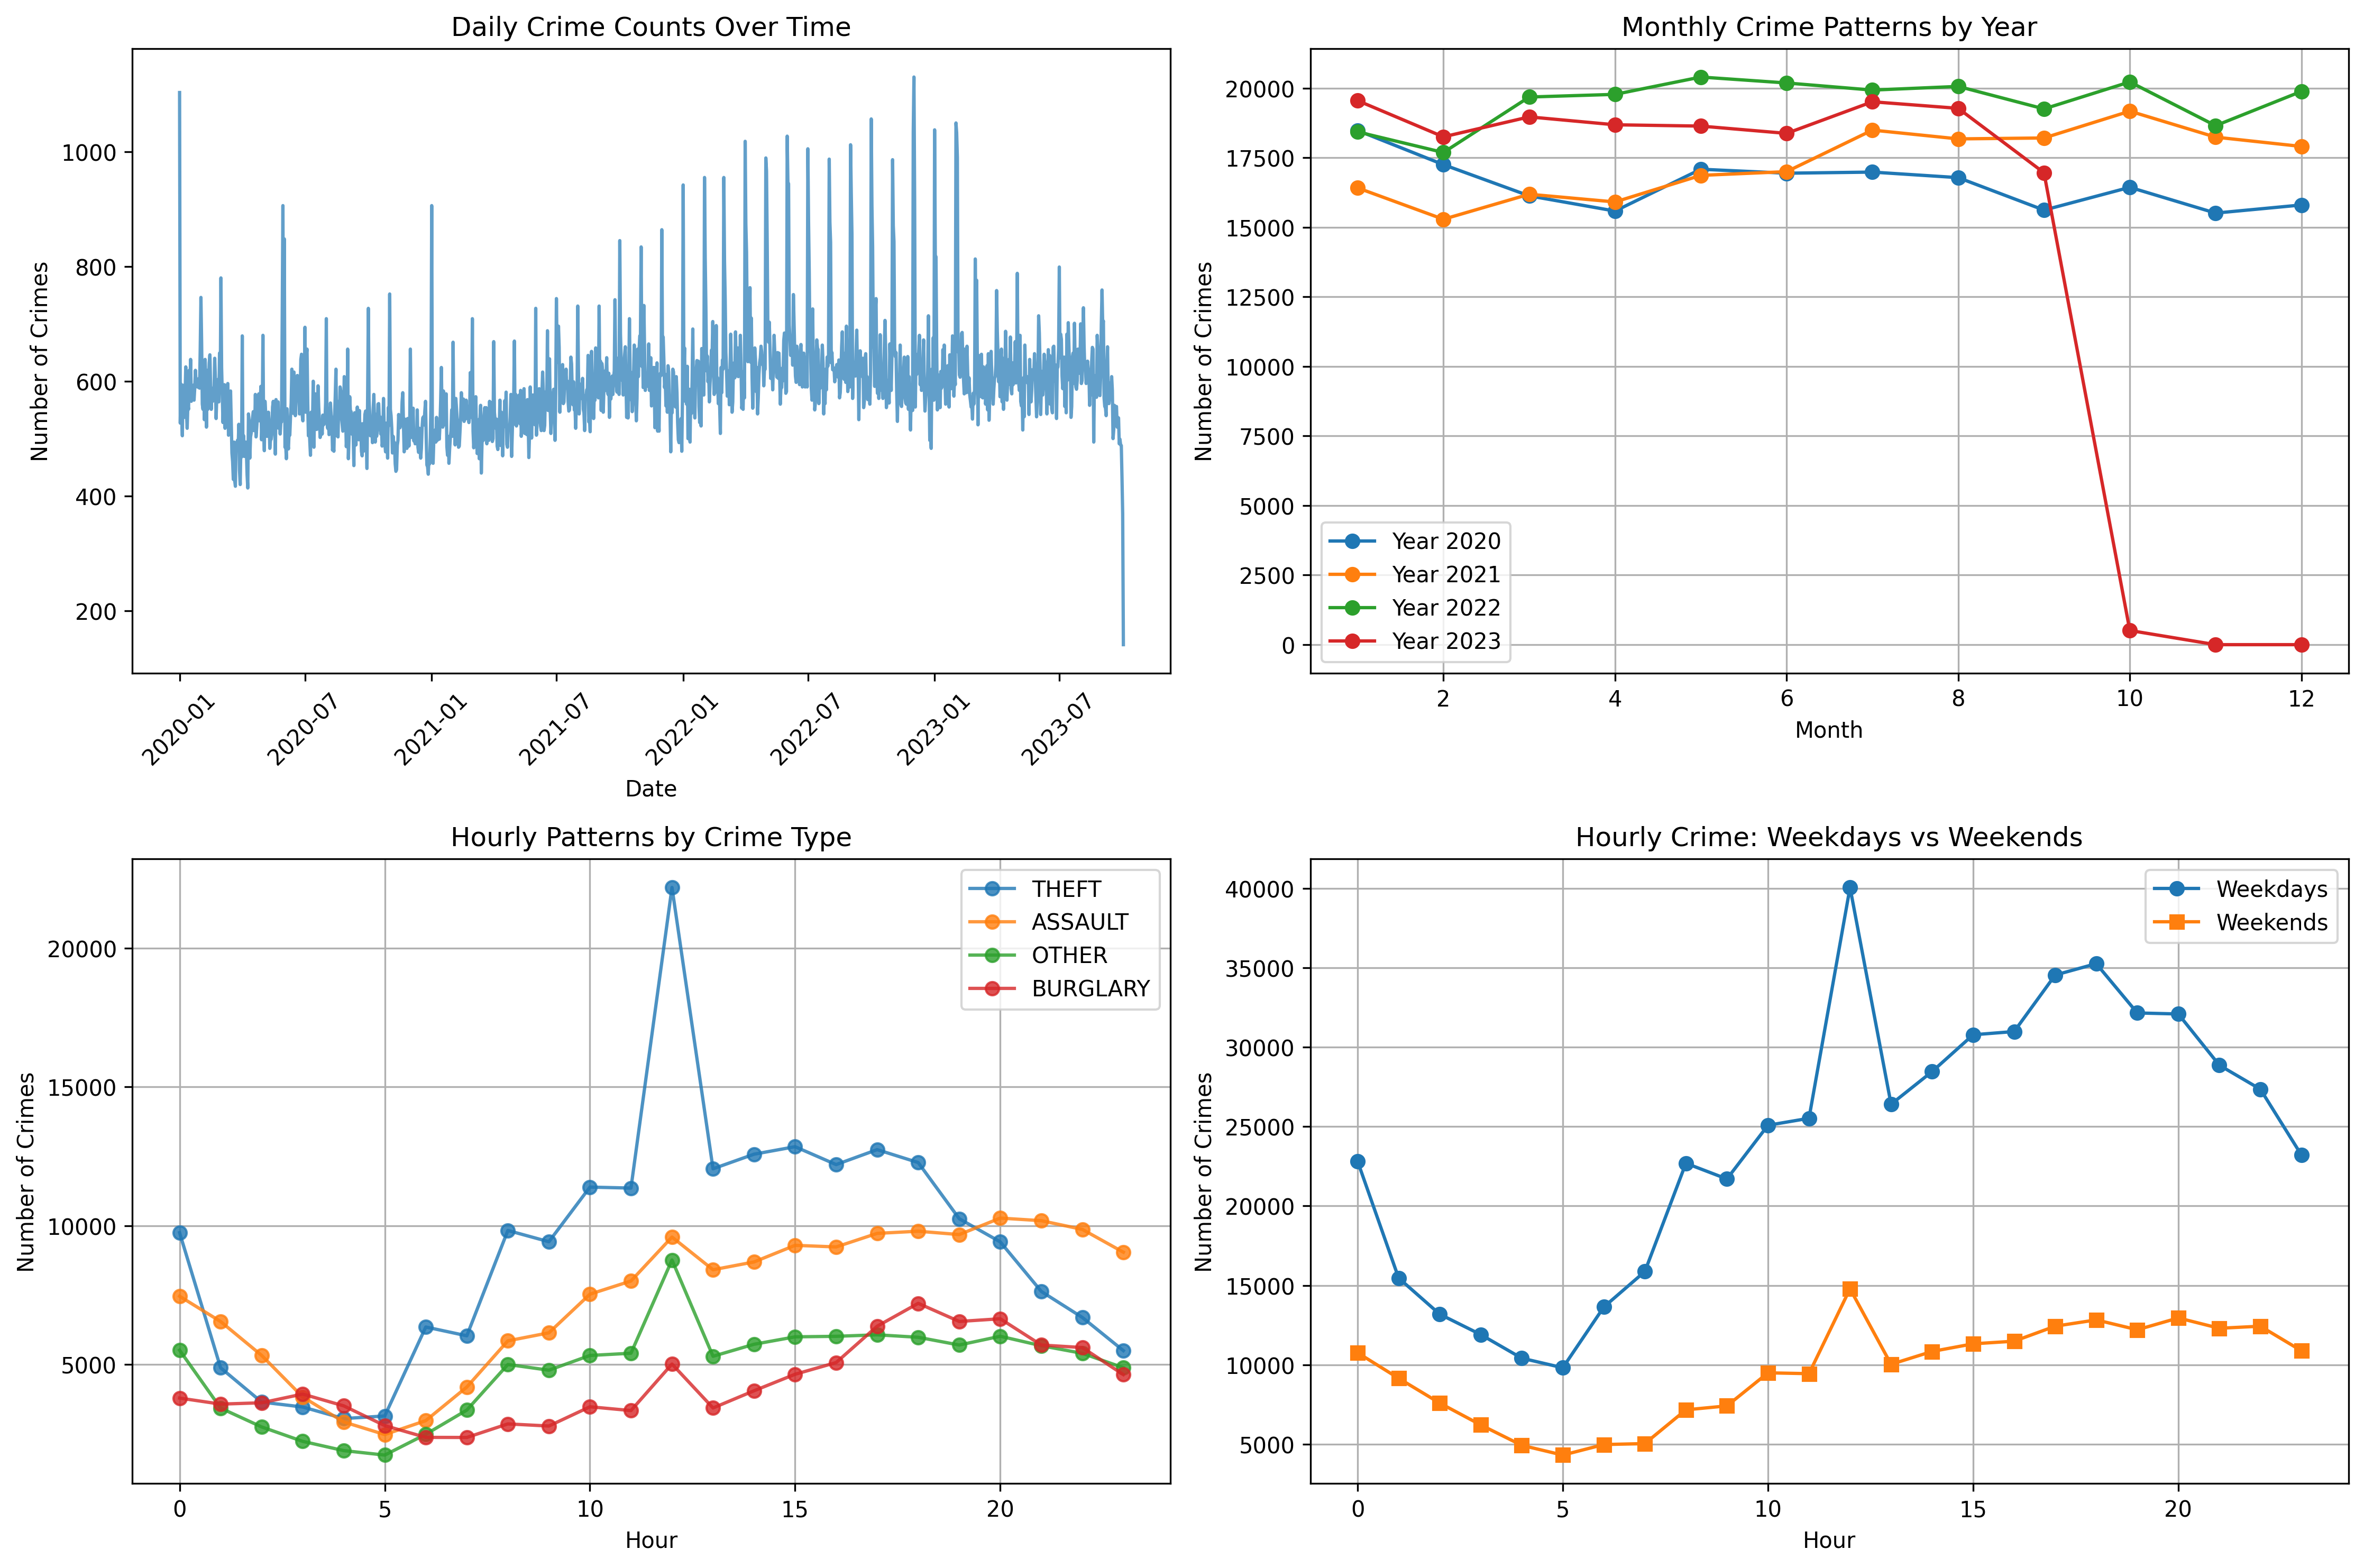 Daily Crime Counts Over Time
Number of Crimes
1000
800
600
400
200
2020-01
2020-07
2021-01
2021-07
2022-01
2022-07
2023-01
2023-07
Date
Monthly Crime Patterns by Year
Number of Crimes
20000
17500
15000
12500
10000
7500
5000
2500
0
Year 2020
Year 2021
Year 2022
Year 2023
2
4
6
8
10
12
Month
Hourly Patterns by Crime Type
Number of Crimes
20000
15000
10000
5000
THEFT
ASSAULT
OTHER
BURGLARY
0
5
10
15
20
Hour
Hourly Crime: Weekdays vs Weekends
Number of Crimes
40000
35000
30000
25000
20000
15000
10000
5000
Weekdays
Weekends
0
5
10
15
20
Hour